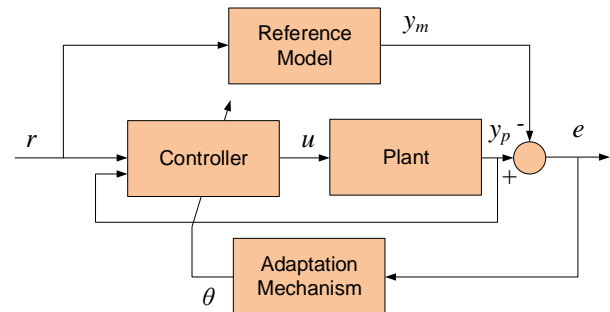 Reference
Model
y_m
r
Controller
u
Plant
y_p
-
+
e
θ
Adaptation
Mechanism